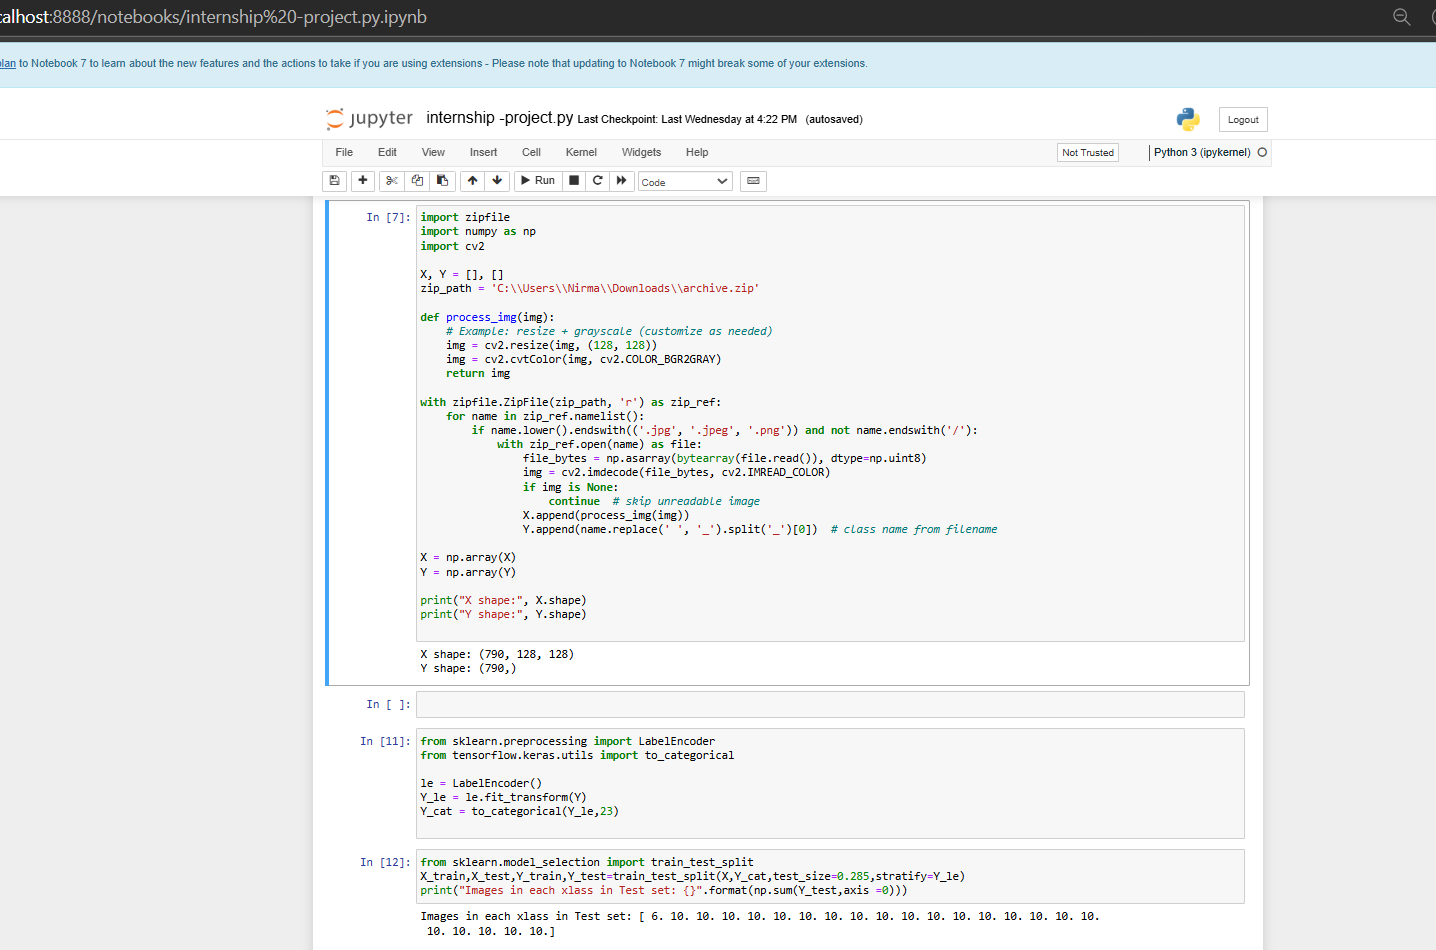 calhost:8888/notebooks/internship%20-project.py.ipynb
plan to Notebook 7 to learn about the new features and the actions to take if you are using extensions - Please note that updating to Notebook 7 might break some of your extensions.
jupyter internship -project.py Last Checkpoint: Last Wednesday at 4:22 PM (autosaved)
Logout
File Edit View Insert Cell Kernel Widgets Help
Not Trusted
Python 3 (ipykernel)
Run
Code
In [7]:
import zipfile
import numpy as np
import cv2
X, Y = [], []
zip_path = 'C:\\Users\\Nirma\\Downloads\\archive.zip'
def process_img(img):
    # Example: resize + grayscale (customize as needed)
    img = cv2.resize(img, (128, 128))
    img = cv2.cvtColor(img, cv2.COLOR_BGR2GRAY)
    return img
with zipfile.ZipFile(zip_path, 'r') as zip_ref:
    for name in zip_ref.namelist():
        if name.lower().endswith(('.jpg', '.jpeg', '.png')) and not name.endswith('/'):
            with zip_ref.open(name) as file:
                file_bytes = np.asarray(bytearray(file.read()), dtype=np.uint8)
                img = cv2.imdecode(file_bytes, cv2.IMREAD_COLOR)
                if img is None:
                    continue  # skip unreadable image
                X.append(process_img(img))
                Y.append(name.replace(' ', '_').split('_')[0])  # class name from filename
X = np.array(X)
Y = np.array(Y)
print("X shape:", X.shape)
print("Y shape:", Y.shape)
X shape: (790, 128, 128)
Y shape: (790,)
In [ ]:
In [11]:
from sklearn.preprocessing import LabelEncoder
from tensorflow.keras.utils import to_categorical
le = LabelEncoder()
Y_le = le.fit_transform(Y)
Y_cat = to_categorical(Y_le,23)
In [12]:
from sklearn.model_selection import train_test_split
X_train,X_test,Y_train,Y_test=train_test_split(X,Y_cat,test_size=0.285,stratify=Y_le)
print("Images in each xlass in Test set: {}".format(np.sum(Y_test,axis =0)))
Images in each xlass in Test set: [ 6. 10. 10. 10. 10. 10. 10. 10. 10. 10. 10. 10. 10. 10. 10. 10. 10. 10.
 10. 10. 10. 10. 10.]